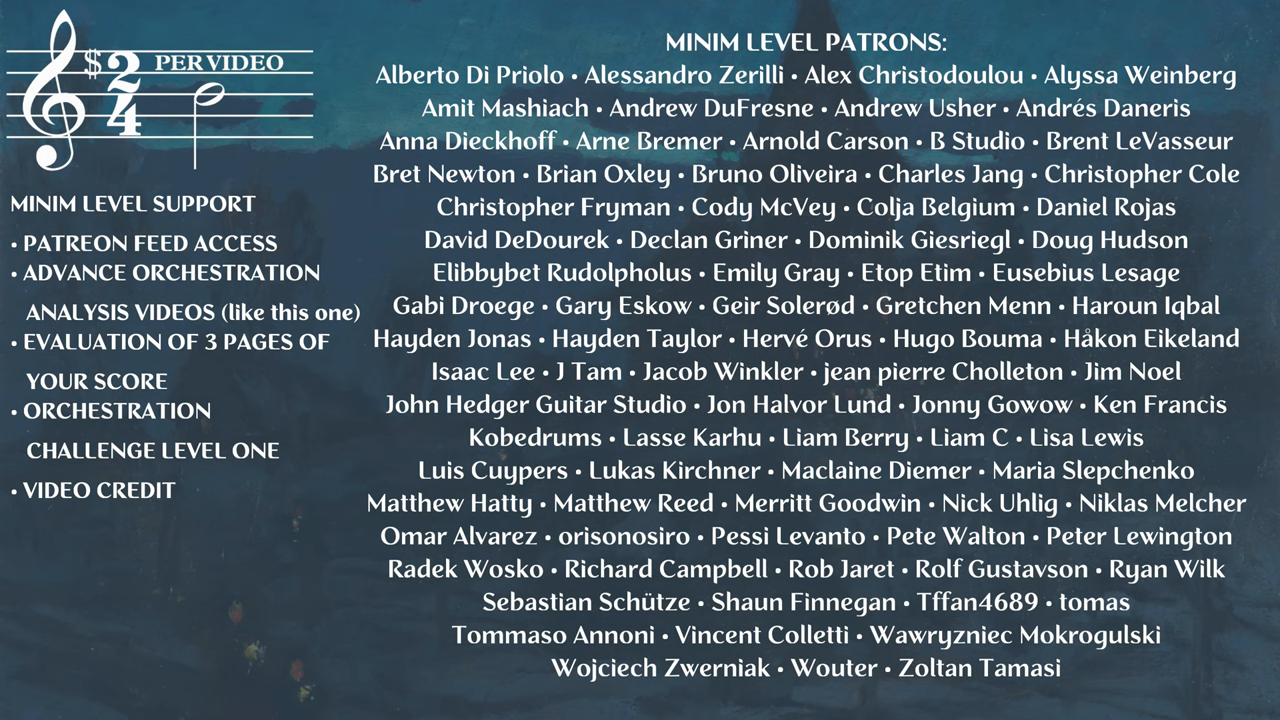 $2 PER VIDEO
4
MINIM LEVEL SUPPORT
• PATREON FEED ACCESS
• ADVANCE ORCHESTRATION
ANALYSIS VIDEOS (like this one)
• EVALUATION OF 3 PAGES OF
YOUR SCORE
• ORCHESTRATION
CHALLENGE LEVEL ONE
• VIDEO CREDIT
MINIM LEVEL PATRONS:
Alberto Di Priolo • Alessandro Zerilli • Alex Christodoulou • Alyssa Weinberg
Amit Mashiach • Andrew DuFresne • Andrew Usher • Andrés Daneris
Anna Dieckhoff • Arne Bremer • Arnold Carson • B Studio • Brent LeVasseur
Bret Newton • Brian Oxley • Bruno Oliveira • Charles Jang • Christopher Cole
Christopher Fryman • Cody McVey • Colja Belgium • Daniel Rojas
David DeDourek • Declan Griner • Dominik Giesriegl • Doug Hudson
Elibbybet Rudolpholus • Emily Gray • Etop Etim • Eusebius Lesage
Gabi Droege • Gary Eskow • Geir Solerød • Gretchen Menn • Haroun Iqbal
Hayden Jonas • Hayden Taylor • Hervé Orus • Hugo Bouma • Håkon Eikeland
Isaac Lee • J Tam • Jacob Winkler • jean pierre Cholleton • Jim Noel
John Hedger Guitar Studio • Jon Halvor Lund • Jonny Gowow • Ken Francis
Kobedrums • Lasse Karhu • Liam Berry • Liam C • Lisa Lewis
Luis Cuypers • Lukas Kirchner • Maclaine Diemer • Maria Slepchenko
Matthew Hatty • Matthew Reed • Merritt Goodwin • Nick Uhlig • Niklas Melcher
Omar Alvarez • orisonosiro • Pessi Levanto • Pete Walton • Peter Lewington
Radek Wosko • Richard Campbell • Rob Jaret • Rolf Gustavson • Ryan Wilk
Sebastian Schütze • Shaun Finnegan • Tffan4689 • tomas
Tommaso Annoni • Vincent Colletti • Wawryzniec Mokrogulski
Wojciech Zwerniak • Wouter • Zoltan Tamasi